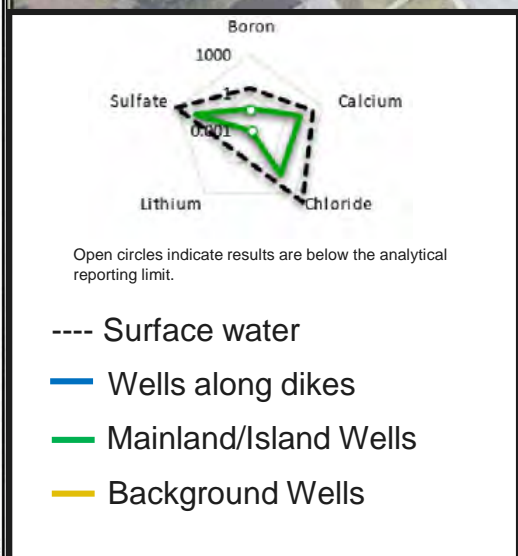 Boron
1000
Sulfate
1
Calcium
0.001
Lithium
Chloride
Open circles indicate results are below the analytical
reporting limit.
---- Surface water
Wells along dikes
Mainland/Island Wells
Background Wells